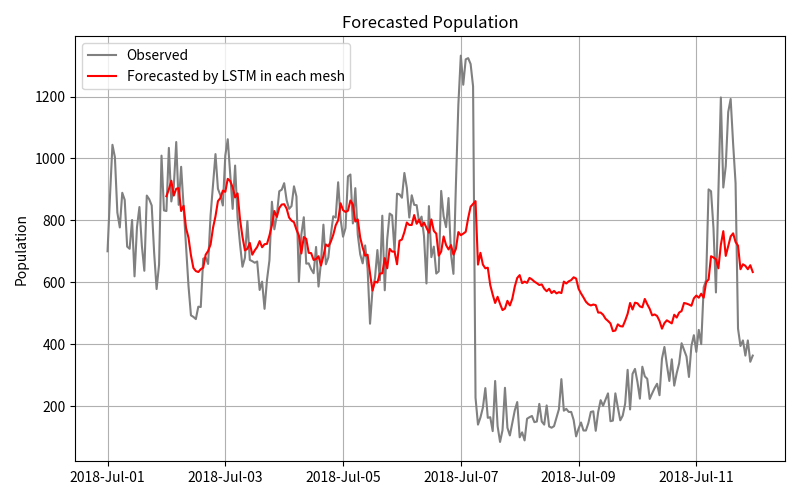 Forecasted Population
Observed
Forecasted by LSTM in each mesh
Population
1200
1000
800
600
400
200
2018-Jul-01 2018-Jul-03 2018-Jul-05 2018-Jul-07 2018-Jul-09 2018-Jul-11